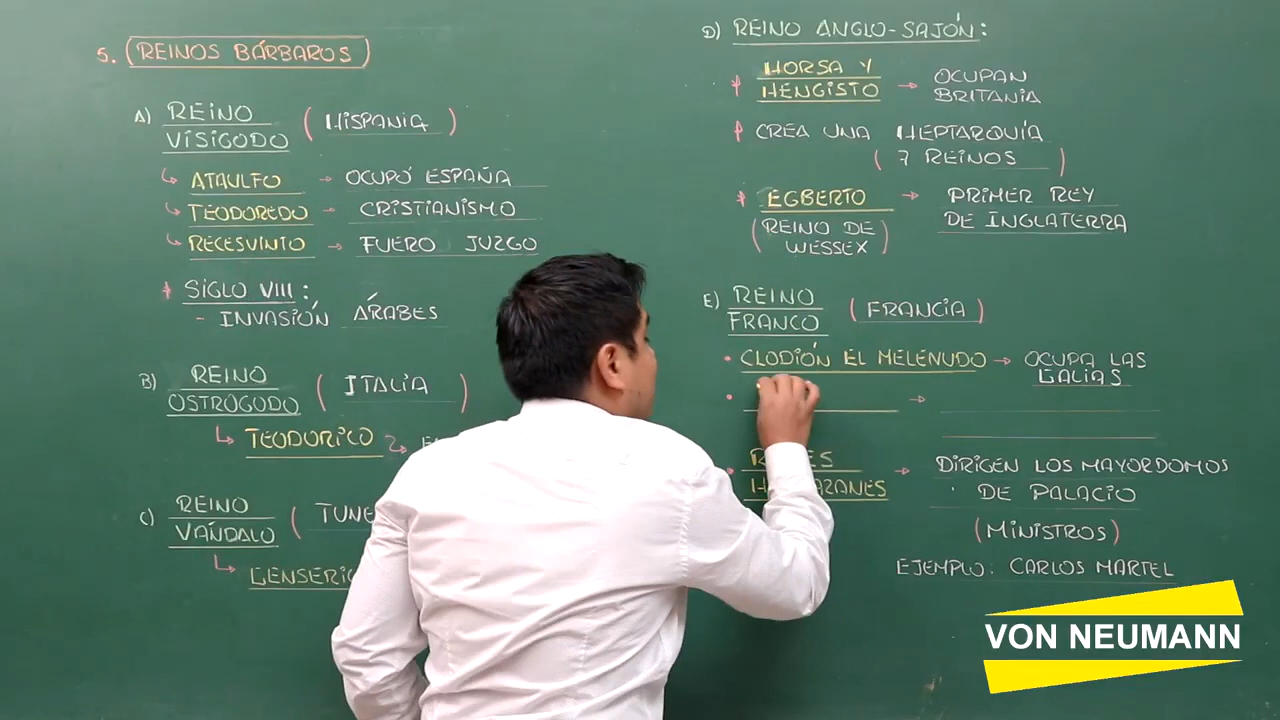 5. (REINOS BÁRBAROS)
A) REINO
VISIGODO
(HISPANIA)
ATAULFO → OCUPÓ ESPAÑA
TEODOREDO → CRISTIANISMO
RECESVINTO → FUERO JUZGO
SIGLO VIII:
- INVASIÓN ÁRABES
B) REINO
OSTROGODO
(ITALIA)
TEODORICO
C) REINO
VÁNDALO
D) REINO ANGLO-SAJÓN:
HORSA Y
HENGISTO → OCUPAN
BRITANIA
CREA UNA HEPTARQUÍA
(7 REINOS)
EGBERTO → PRIMER REY
DE INGLATERRA
(REINO DE
WESSEX)
E) REINO
FRANCO
(FRANCIA)
• CLODIÓN EL MELENUDO → OCUPA LAS
GALIAS
→ DIRIGEN LOS MAYORDOMOS
DE PALACIO
(MINISTROS)
EJEMPLO: CARLOS MARTEL
VON NEUMANN